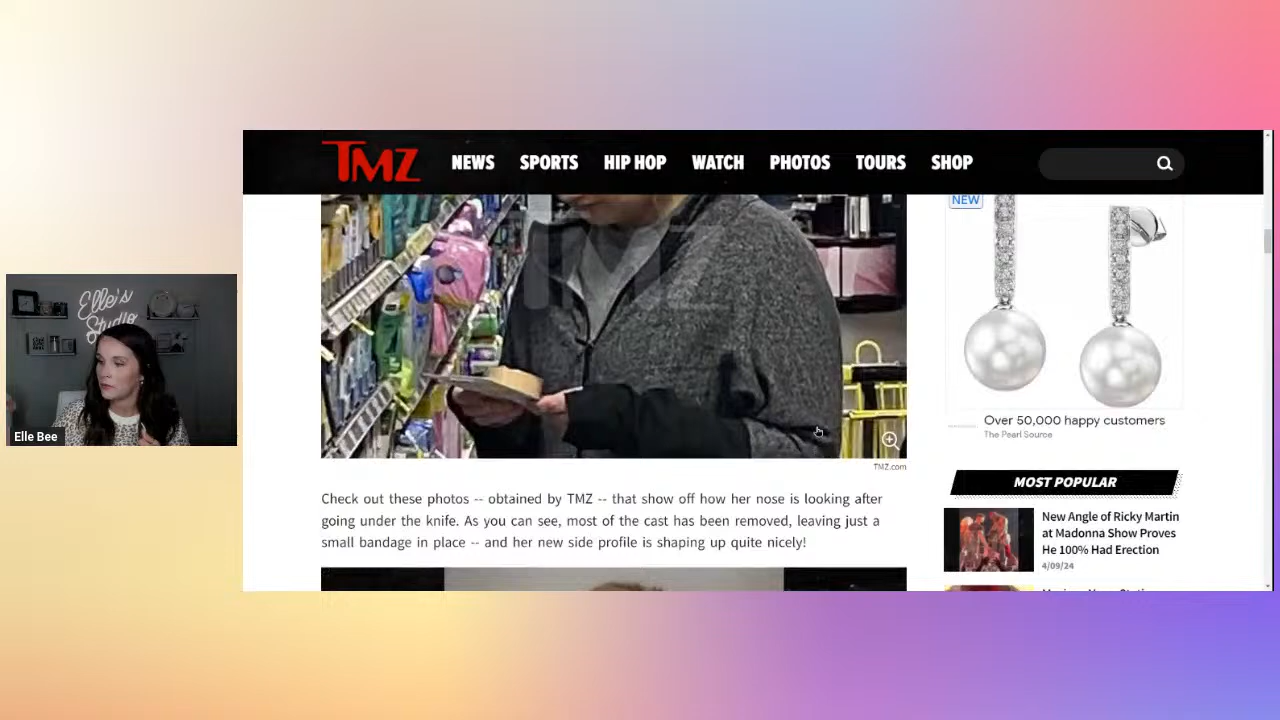 TMZ
NEWS SPORTS HIP HOP WATCH PHOTOS TOURS SHOP
NEW
TMZ
Over 50,000 happy customers
The Pearl Source
Elle's
Studio
Elle Bee
TMZ.com
Check out these photos -- obtained by TMZ -- that show off how her nose is looking after
going under the knife. As you can see, most of the cast has been removed, leaving just a
small bandage in place -- and her new side profile is shaping up quite nicely!
MOST POPULAR
New Angle of Ricky Martin
at Madonna Show Proves
He 100% Had Erection
4/09/24